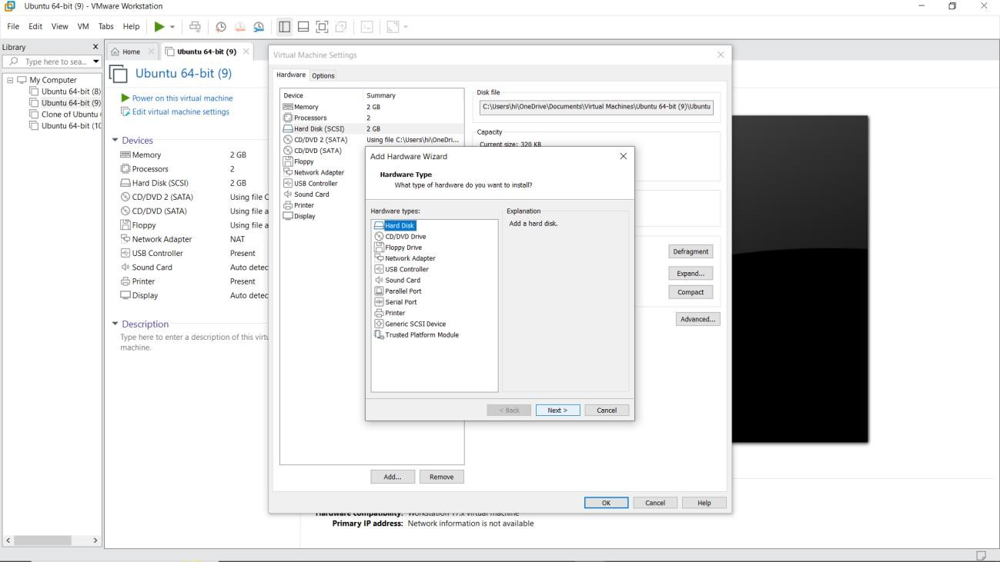 Ubuntu 64-bit (9) - VMware Workstation
File Edit View VM Tabs Help
Library X
Type here to sea...
My Computer
Ubuntu 64-bit (8)
Ubuntu 64-bit (9)
Clone of Ubuntu
Ubuntu 64-bit (10
Home
Ubuntu 64-bit (9)
Ubuntu 64-bit (9)
Power on this virtual machine
Edit virtual machine settings
Devices
Memory 2 GB
Processors 2
Hard Disk (SCSI) 2 GB
CD/DVD 2 (SATA) Using file C
CD/DVD (SATA) Using file a
Floppy Using file a
Network Adapter NAT
USB Controller Present
Sound Card Auto detec
Printer Present
Display Auto detec
Description
Type here to enter a description of this virtu
machine.
Virtual Machine Settings
Hardware Options
Device Summary
Memory 2 GB
Processors 2
Hard Disk (SCSI) 2 GB
CD/DVD 2 (SATA) Using file C:\Users\hi\OneDri...
CD/DVD (SATA)
Floppy
Network Adapter
USB Controller
Sound Card
Printer
Display
Add... Remove
Disk file
C:\Users\hi\OneDrive\Documents\Virtual Machines\Ubuntu 64-bit (9)\Ubuntu
Capacity
Current size: 320 KB
Defragment
Expand...
Compact
Advanced...
OK Cancel Help
Add Hardware Wizard
Hardware Type
What type of hardware do you want to install?
Hardware types:
Hard Disk
CD/DVD Drive
Floppy Drive
Network Adapter
USB Controller
Sound Card
Parallel Port
Serial Port
Printer
Generic SCSI Device
Trusted Platform Module
Explanation
Add a hard disk.
< Back Next > Cancel
Hardware compatibility: Workstation 17.x virtual machine
Primary IP address: Network information is not available